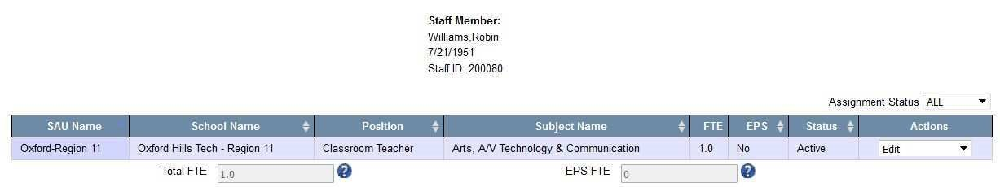 Staff Member:
Williams,Robin
7/21/1951
Staff ID: 200080
Assignment Status ALL
SAU Name School Name Position Subject Name FTE EPS Status Actions
Oxford-Region 11 Oxford Hills Tech - Region 11 Classroom Teacher Arts, A/V Technology & Communication 1.0 No Active Edit
Total FTE 1.0 ? EPS FTE 0 ?